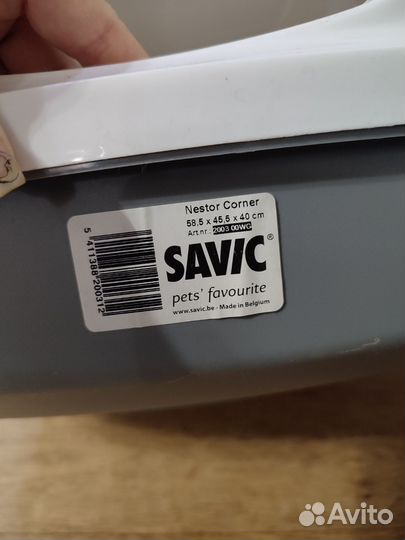 Nestor Corner
58,5 x 45,5 x 40 cm
Art.nr.: 2003 00WG
SAVIC®
pets' favourite
www.savic.be - Made in Belgium
5 411388 200312
Avito